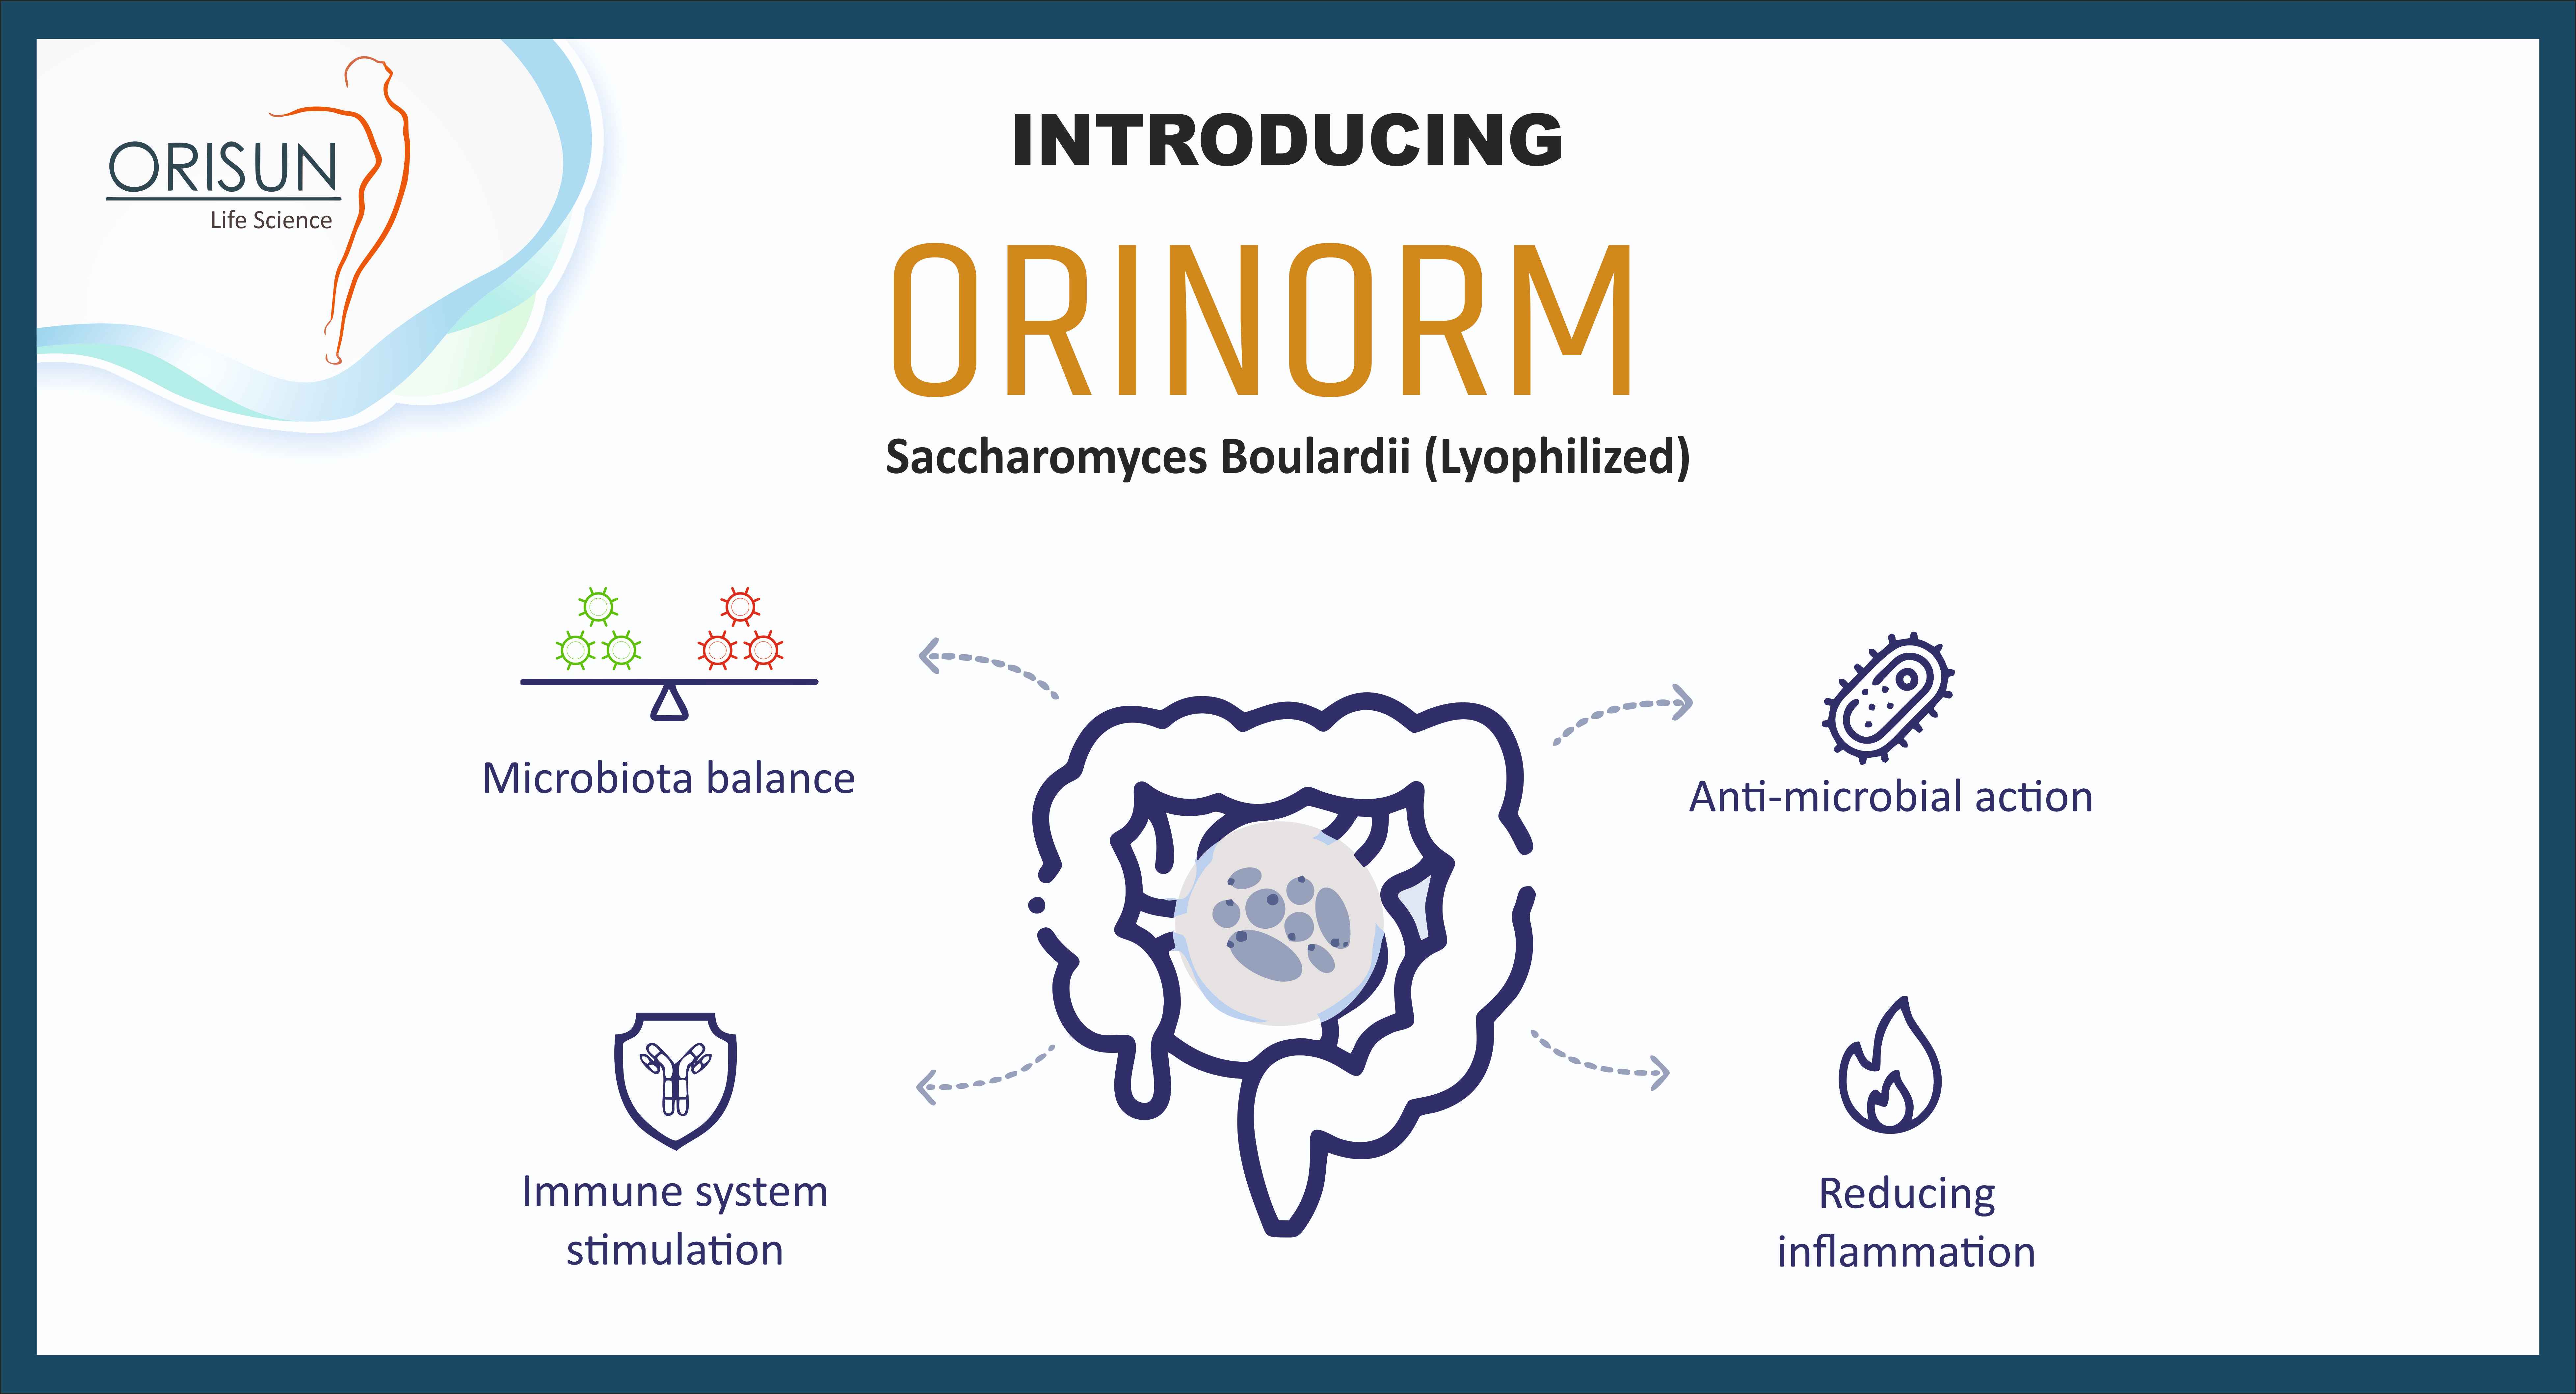 ORISUN
Life Science
INTRODUCING
ORINORM
Saccharomyces Boulardii (Lyophilized)
Microbiota balance
Anti-microbial action
Immune system
stimulation
Reducing
inflammation